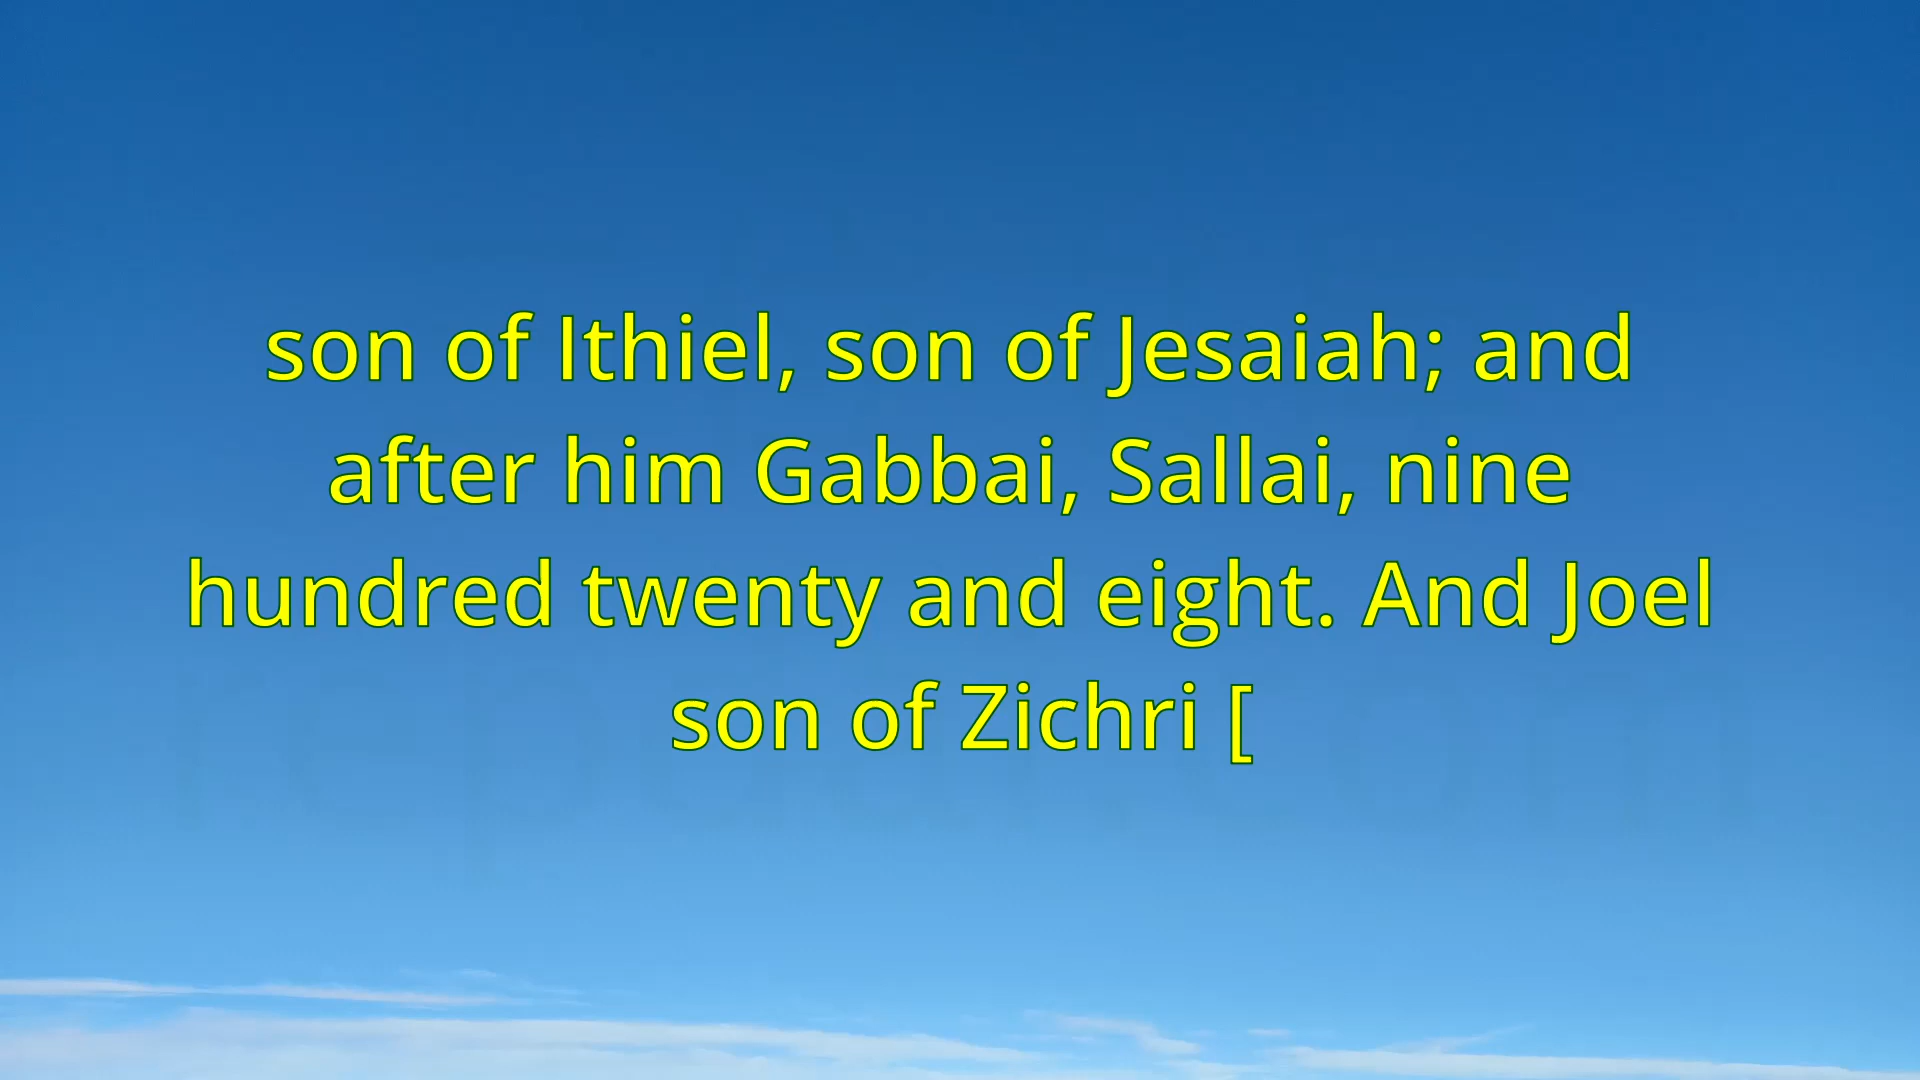 son of Ithiel, son of Jesaiah; and
after him Gabbai, Sallai, nine
hundred twenty and eight. And Joel
son of Zichri [